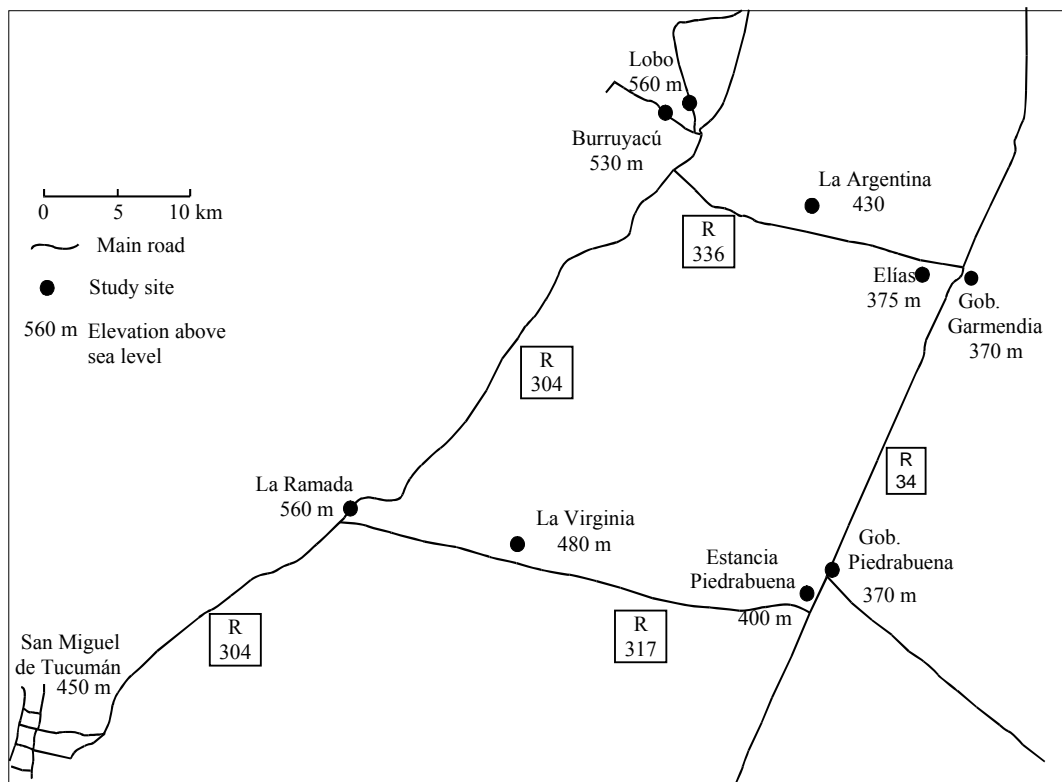 Lobo
560 m
Burruyacú
530 m
La Argentina
430
R
336
Elías
375 m
Gob.
Garmendia
370 m
0 5 10 km
Main road
Study site
560 m Elevation above
sea level
R
304
R
34
La Ramada
560 m
La Virginia
480 m
Estancia
Piedrabuena
400 m
Gob.
Piedrabuena
370 m
R
304
R
317
San Miguel
de Tucumán
450 m